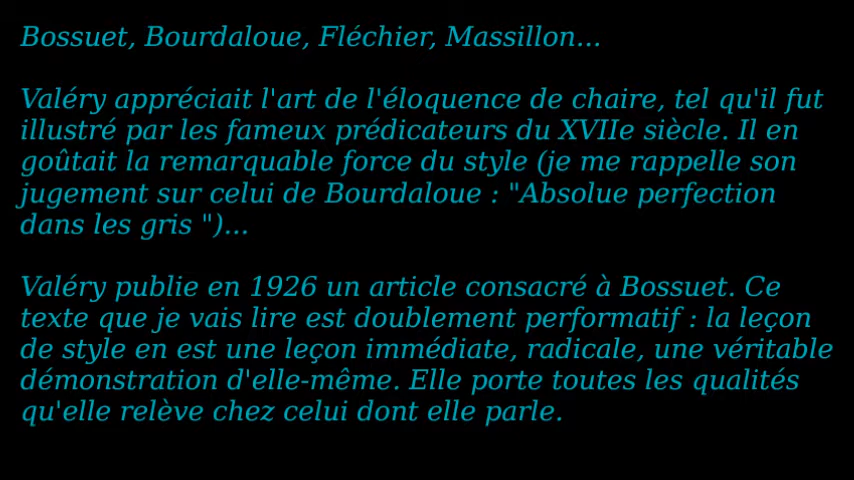 Bossuet, Bourdaloue, Fléchier, Massillon...
Valéry appréciait l'art de l'éloquence de chaire, tel qu'il fut
illustré par les fameux prédicateurs du XVIIe siècle. Il en
goûtait la remarquable force du style (je me rappelle son
jugement sur celui de Bourdaloue : "Absolue perfection
dans les gris ")...
Valéry publie en 1926 un article consacré à Bossuet. Ce
texte que je vais lire est doublement performatif : la leçon
de style en est une leçon immédiate, radicale, une véritable
démonstration d'elle-même. Elle porte toutes les qualités
qu'elle relève chez celui dont elle parle.